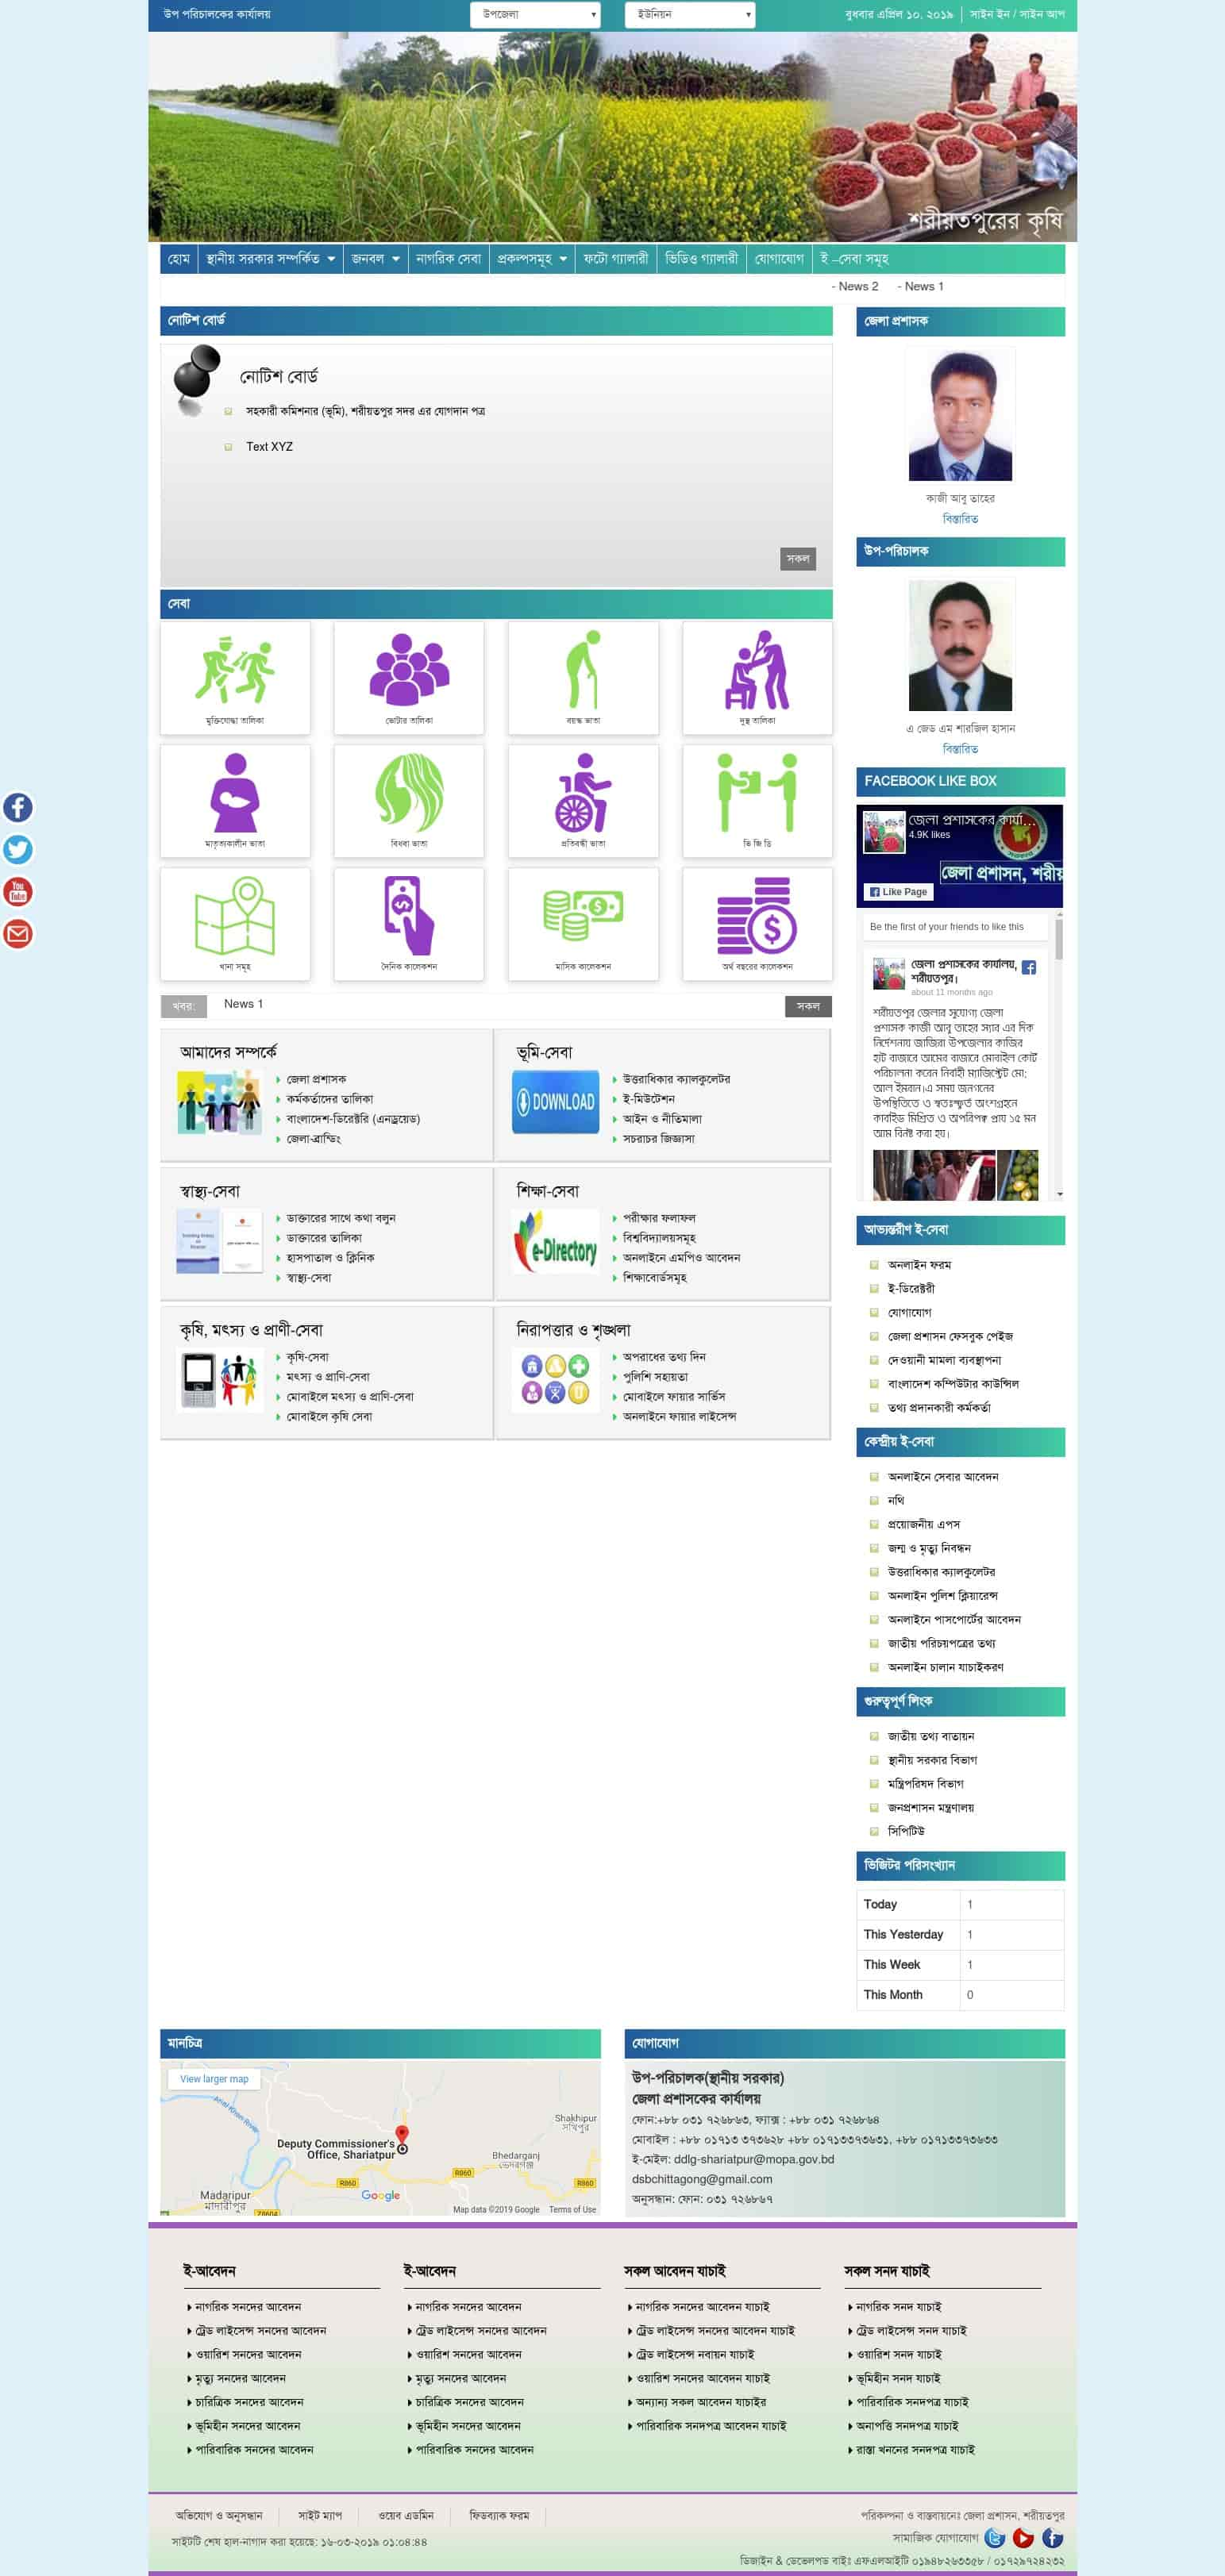 উপ পরিচালকের কার্যালয়
উপজেলা
ইউনিয়ন
বুধবার এপ্রিল ১০, ২০১৯
সাইন ইন / সাইন আপ
শরীয়তপুরের কৃষি
হোম
স্থানীয় সরকার সম্পর্কিত
জনবল
নাগরিক সেবা
প্রকল্পসমূহ
ফটো গ্যালারী
ভিডিও গ্যালারী
যোগাযোগ
ই –সেবা সমূহ
- News 2 - News 1
নোটিশ বোর্ড
নোটিশ বোর্ড
সহকারী কমিশনার (ভূমি), শরীয়তপুর সদর এর যোগদান পত্র
Text XYZ
সকল
সেবা
মুক্তিযোদ্ধা তালিকা
ভোটার তালিকা
বয়স্ক ভাতা
দুস্থ তালিকা
মাতৃত্যকালীন ভাতা
বিধবা ভাতা
প্রতিবন্ধী ভাতা
ভি জি ডি
খানা সমূহ
দৈনিক কালেকশন
মাসিক কালেকশন
অর্থ বছরের কালেকশন
খবর:
News 1
সকল
আমাদের সম্পর্কে
জেলা প্রশাসক
কর্মকর্তাদের তালিকা
বাংলাদেশ-ডিরেক্টরি (এনড্রয়েড)
জেলা-ব্রান্ডিং
ভূমি-সেবা
DOWNLOAD
উত্তরাধিকার ক্যালকুলেটর
ই-মিউটেশন
আইন ও নীতিমালা
সচরাচর জিজ্ঞাসা
স্বাস্থ্য-সেবা
ডাক্তারের সাথে কথা বলুন
ডাক্তারের তালিকা
হাসপাতাল ও ক্লিনিক
স্বাস্থ্য-সেবা
শিক্ষা-সেবা
e-Directory
পরীক্ষার ফলাফল
বিশ্ববিদ্যালয়সমূহ
অনলাইনে এমপিও আবেদন
শিক্ষাবোর্ডসমূহ
কৃষি, মৎস্য ও প্রাণী-সেবা
কৃষি-সেবা
মৎস্য ও প্রাণি-সেবা
মোবাইলে মৎস্য ও প্রাণি-সেবা
মোবাইলে কৃষি সেবা
নিরাপত্তার ও শৃঙ্খলা
অপরাধের তথ্য দিন
পুলিশি সহায়তা
মোবাইলে ফায়ার সার্ভিস
অনলাইনে ফায়ার লাইসেন্স
জেলা প্রশাসক
কাজী আবু তাহের
বিস্তারিত
উপ-পরিচালক
এ জেড এম শারজিল হাসান
বিস্তারিত
FACEBOOK LIKE BOX
জেলা প্রশাসকের কার্যা...
4.9K likes
জেলা প্রশাসন, শরীয়
Like Page
Be the first of your friends to like this
জেলা প্রশাসকের কার্যালয়,
শরীয়তপুর।
about 11 months ago
শরীয়তপুর জেলার সুযোগ্য জেলা
প্রশাসক কাজী আবু তাহের স্যার এর দিক
নির্দেশনায় জাজিরা উপজেলার কাজির
হাট বাজারে আমের বাজারে মোবাইল কোর্ট
পরিচালনা করেন নির্বাহী ম্যাজিস্ট্রেট মো:
আল ইমরান।এ সময় জনগনের
উপস্থিতিতে ও স্বতঃস্ফূর্ত অংশগ্রহনে
কারবাইড মিশ্রিত ও অপরিপক্ক প্রায় ১৫ মন
আম বিনষ্ট করা হয়।
আভ্যন্তরীণ ই-সেবা
অনলাইন ফরম
ই-ডিরেক্টরী
যোগাযোগ
জেলা প্রশাসন ফেসবুক পেইজ
দেওয়ানী মামলা ব্যবস্থাপনা
বাংলাদেশ কম্পিউটার কাউন্সিল
তথ্য প্রদানকারী কর্মকর্তা
কেন্দ্রীয় ই-সেবা
অনলাইনে সেবার আবেদন
নথি
প্রয়োজনীয় এপস
জন্ম ও মৃত্যু নিবন্ধন
উত্তরাধিকার ক্যালকুলেটর
অনলাইন পুলিশ ক্লিয়ারেন্স
অনলাইনে পাসপোর্টের আবেদন
জাতীয় পরিচয়পত্রের তথ্য
অনলাইন চালান যাচাইকরণ
গুরুত্বপূর্ণ লিংক
জাতীয় তথ্য বাতায়ন
স্থানীয় সরকার বিভাগ
মন্ত্রিপরিষদ বিভাগ
জনপ্রশাসন মন্ত্রণালয়
সিপিটিউ
ভিজিটর পরিসংখ্যান
Today 1
This Yesterday 1
This Week 1
This Month 0
মানচিত্র
View larger map
Arial Khan River
Shakhipur
সখিপুর
Deputy Commissioner's
Office, Shariatpur
Bhedarganj
ভেদরগঞ্জ
R860
R860
R860
Madaripur
মাদারীপুর
Z8604
Google
Map data ©2019 Google Terms of Use
যোগাযোগ
উপ-পরিচালক(স্থানীয় সরকার)
জেলা প্রশাসকের কার্যালয়
ফোন:+৮৮ ০৩১ ৭২৬৮৬৩, ফ্যাক্স : +৮৮ ০৩১ ৭২৬৮৬৪
মোবাইল : +৮৮ ০১৭১৩ ৩৭৩৬২৮ +৮৮ ০১৭১৩৩৭৩৬৩১, +৮৮ ০১৭১৩৩৭৩৬৩৩
ই-মেইল: ddlg-shariatpur@mopa.gov.bd
dsbchittagong@gmail.com
অনুসন্ধান: ফোন: ০৩১ ৭২৬৮৬৭
ই-আবেদন
নাগরিক সনদের আবেদন
ট্রেড লাইসেন্স সনদের আবেদন
ওয়ারিশ সনদের আবেদন
মৃত্যু সনদের আবেদন
চারিত্রিক সনদের আবেদন
ভূমিহীন সনদের আবেদন
পারিবারিক সনদের আবেদন
ই-আবেদন
নাগরিক সনদের আবেদন
ট্রেড লাইসেন্স সনদের আবেদন
ওয়ারিশ সনদের আবেদন
মৃত্যু সনদের আবেদন
চারিত্রিক সনদের আবেদন
ভূমিহীন সনদের আবেদন
পারিবারিক সনদের আবেদন
সকল আবেদন যাচাই
নাগরিক সনদের আবেদন যাচাই
ট্রেড লাইসেন্স সনদের আবেদন যাচাই
ট্রেড লাইসেন্স নবায়ন যাচাই
ওয়ারিশ সনদের আবেদন যাচাই
অন্যান্য সকল আবেদন যাচাইর
পারিবারিক সনদপত্র আবেদন যাচাই
সকল সনদ যাচাই
নাগরিক সনদ যাচাই
ট্রেড লাইসেন্স সনদ যাচাই
ওয়ারিশ সনদ যাচাই
ভূমিহীন সনদ যাচাই
পারিবারিক সনদপত্র যাচাই
অনাপত্তি সনদপত্র যাচাই
রাস্তা খননের সনদপত্র যাচাই
অভিযোগ ও অনুসন্ধান
সাইট ম্যাপ
ওয়েব এডমিন
ফিডব্যাক ফরম
সাইটটি শেষ হাল-নাগাদ করা হয়েছে: ১৬-০৩-২০১৯ ০১:০৪:৪৪
পরিকল্পনা ও বাস্তবায়নেঃ জেলা প্রশাসন, শরীয়তপুর
সামাজিক যোগাযোগ
ডিজাইন & ডেভেলপড বাইঃ এফএলআইটি ০১৯৪৮২৬৩৩৫৮ / ০১৭২৯৭২৪২৩২
You
Tube